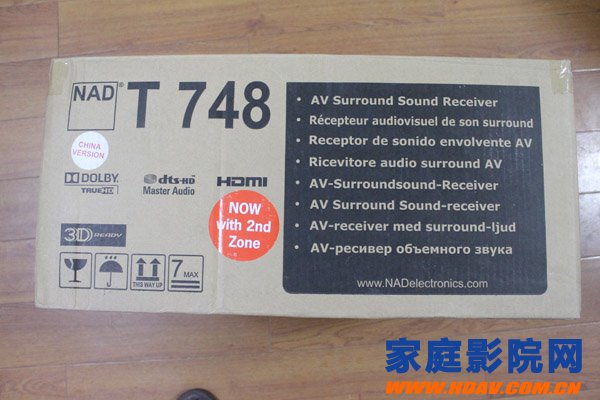 NAD®
T 748
CHINA
VERSION
DOLBY
TRUEHD
dts-HD
Master Audio
HDMI
NOW
with 2nd
Zone
3D READY
THIS WAY UP
7 MAX
• AV Surround Sound Receiver
• Récepteur audiovisuel de son surround
• Receptor de sonido envolvente AV
• Ricevitore audio surround AV
• AV-Surroundsound-Receiver
• AV Surround Sound-receiver
• AV-receiver med surround-ljud
• AV-ресивер объемного звука
www.NADelectronics.com
家庭影院网
WWW.HDAV.COM.CN